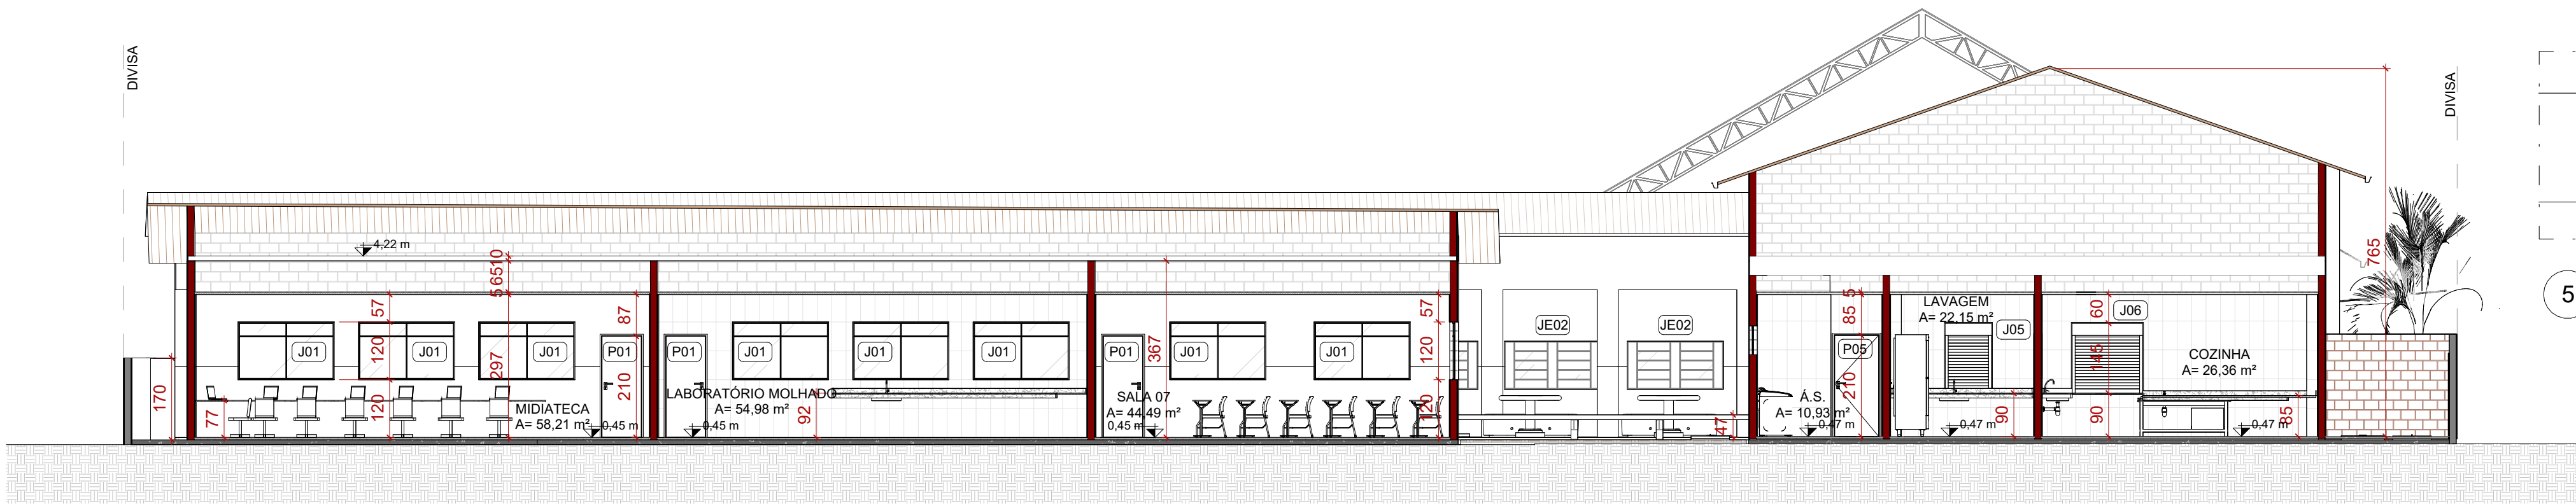 DIVISA
DIVISA
4,22 m
10
65
5
57
87
5
57
85
60
765
LAVAGEM
A= 22,15 m²
J05
J06
JE02
JE02
J01
J01
J01
P01
P01
J01
J01
J01
P01
J01
J01
P05
120
297
210
367
120
210
145
COZINHA
A= 26,36 m²
170
77
120
MIDIATECA
A= 58,21 m²
0,45 m
LABORATÓRIO MOLHADO
A= 54,98 m²
0,45 m
92
SALA 07
A= 44,49 m²
0,45 m
120
47
Á.S.
A= 10,93 m²
0,47 m
0,47 m
90
90
0,47 m
85
5